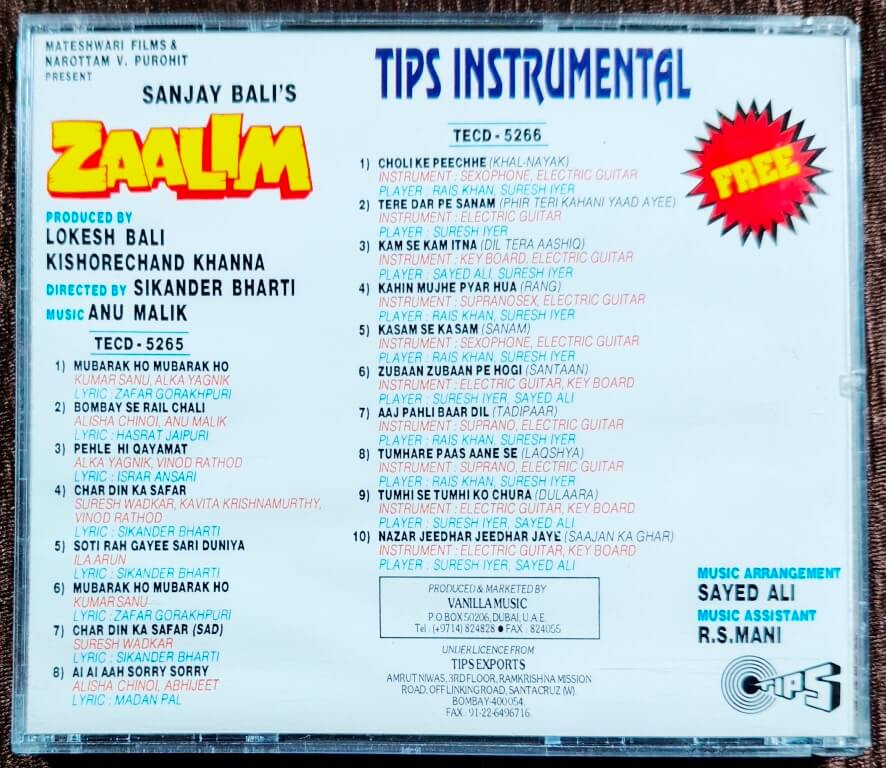 MATESHWARI FILMS &
NAROTTAM V. PUROHIT
PRESENT
SANJAY BALI'S
ZAALIM
PRODUCED BY
LOKESH BALI
KISHORECHAND KHANNA
DIRECTED BY SIKANDER BHARTI
MUSIC ANU MALIK
TECD - 5265
1) MUBARAK HO MUBARAK HO
KUMAR SANU, ALKA YAGNIK
LYRIC : ZAFAR GORAKHPURI
2) BOMBAY SE RAIL CHALI
ALISHA CHINOI, ANU MALIK
LYRIC : HASRAT JAIPURI
3) PEHLE HI QAYAMAT
ALKA YAGNIK, VINOD RATHOD
LYRIC : ISRAR ANSARI
4) CHAR DIN KA SAFAR
SURESH WADKAR, KAVITA KRISHNAMURTHY,
VINOD RATHOD
LYRIC : SIKANDER BHARTI
5) SOTI RAH GAYEE SARI DUNIYA
ILA ARUN
LYRIC : SIKANDER BHARTI
6) MUBARAK HO MUBARAK HO
KUMAR SANU
LYRIC : ZAFAR GORAKHPURI
7) CHAR DIN KA SAFAR (SAD)
SURESH WADKAR
LYRIC : SIKANDER BHARTI
8) AI AI AAH SORRY SORRY
ALISHA CHINOI, ABHIJEET
LYRIC : MADAN PAL
TIPS INSTRUMENTAL
TECD - 5266
FREE
1) CHOLI KE PEECHHE (KHAL-NAYAK)
INSTRUMENT : SEXOPHONE, ELECTRIC GUITAR
PLAYER : RAIS KHAN, SURESH IYER
2) TERE DAR PE SANAM (PHIR TERI KAHANI YAAD AYEE)
INSTRUMENT : ELECTRIC GUITAR
PLAYER : SURESH IYER
3) KAM SE KAM ITNA (DIL TERA AASHIQ)
INSTRUMENT : KEY BOARD, ELECTRIC GUITAR
PLAYER : SAYED ALI, SURESH IYER
4) KAHIN MUJHE PYAR HUA (RANG)
INSTRUMENT : SUPRANOSEX, ELECTRIC GUITAR
PLAYER : RAIS KHAN, SURESH IYER
5) KASAM SE KASAM (SANAM)
INSTRUMENT : SEXOPHONE, ELECTRIC GUITAR
PLAYER : RAIS KHAN, SURESH IYER
6) ZUBAAN ZUBAAN PE HOGI (SANTAAN)
INSTRUMENT : ELECTRIC GUITAR, KEY BOARD
PLAYER : SURESH IYER, SAYED ALI
7) AAJ PAHLI BAAR DIL (TADIPAAR)
INSTRUMENT : SUPRANO, ELECTRIC GUITAR
PLAYER : RAIS KHAN, SURESH IYER
8) TUMHARE PAAS AANE SE (LAQSHYA)
INSTRUMENT : SUPRANO, ELECTRIC GUITAR
PLAYER : RAIS KHAN, SURESH IYER
9) TUMHI SE TUMHI KO CHURA (DULAARA)
INSTRUMENT : ELECTRIC GUITAR, KEY BOARD
PLAYER : SURESH IYER, SAYED ALI
10) NAZAR JEEDHAR JEEDHAR JAYE (SAAJAN KA GHAR)
INSTRUMENT : ELECTRIC GUITAR, KEY BOARD
PLAYER : SURESH IYER, SAYED ALI
PRODUCED & MARKETED BY
VANILLA MUSIC
P.O BOX 50206, DUBAI, U.A.E.
Tel : (+9714) 824828 ● FAX : 824055
UNDER LICENCE FROM
TIPS EXPORTS
AMRUT NIWAS, 3RD FLOOR, RAMKRISHNA MISSION
ROAD, OFF LINKING ROAD, SANTACRUZ (W).
BOMBAY-400054.
FAX : 91-22-6496716.
MUSIC ARRANGEMENT
SAYED ALI
MUSIC ASSISTANT
R.S.MANI
TIPS